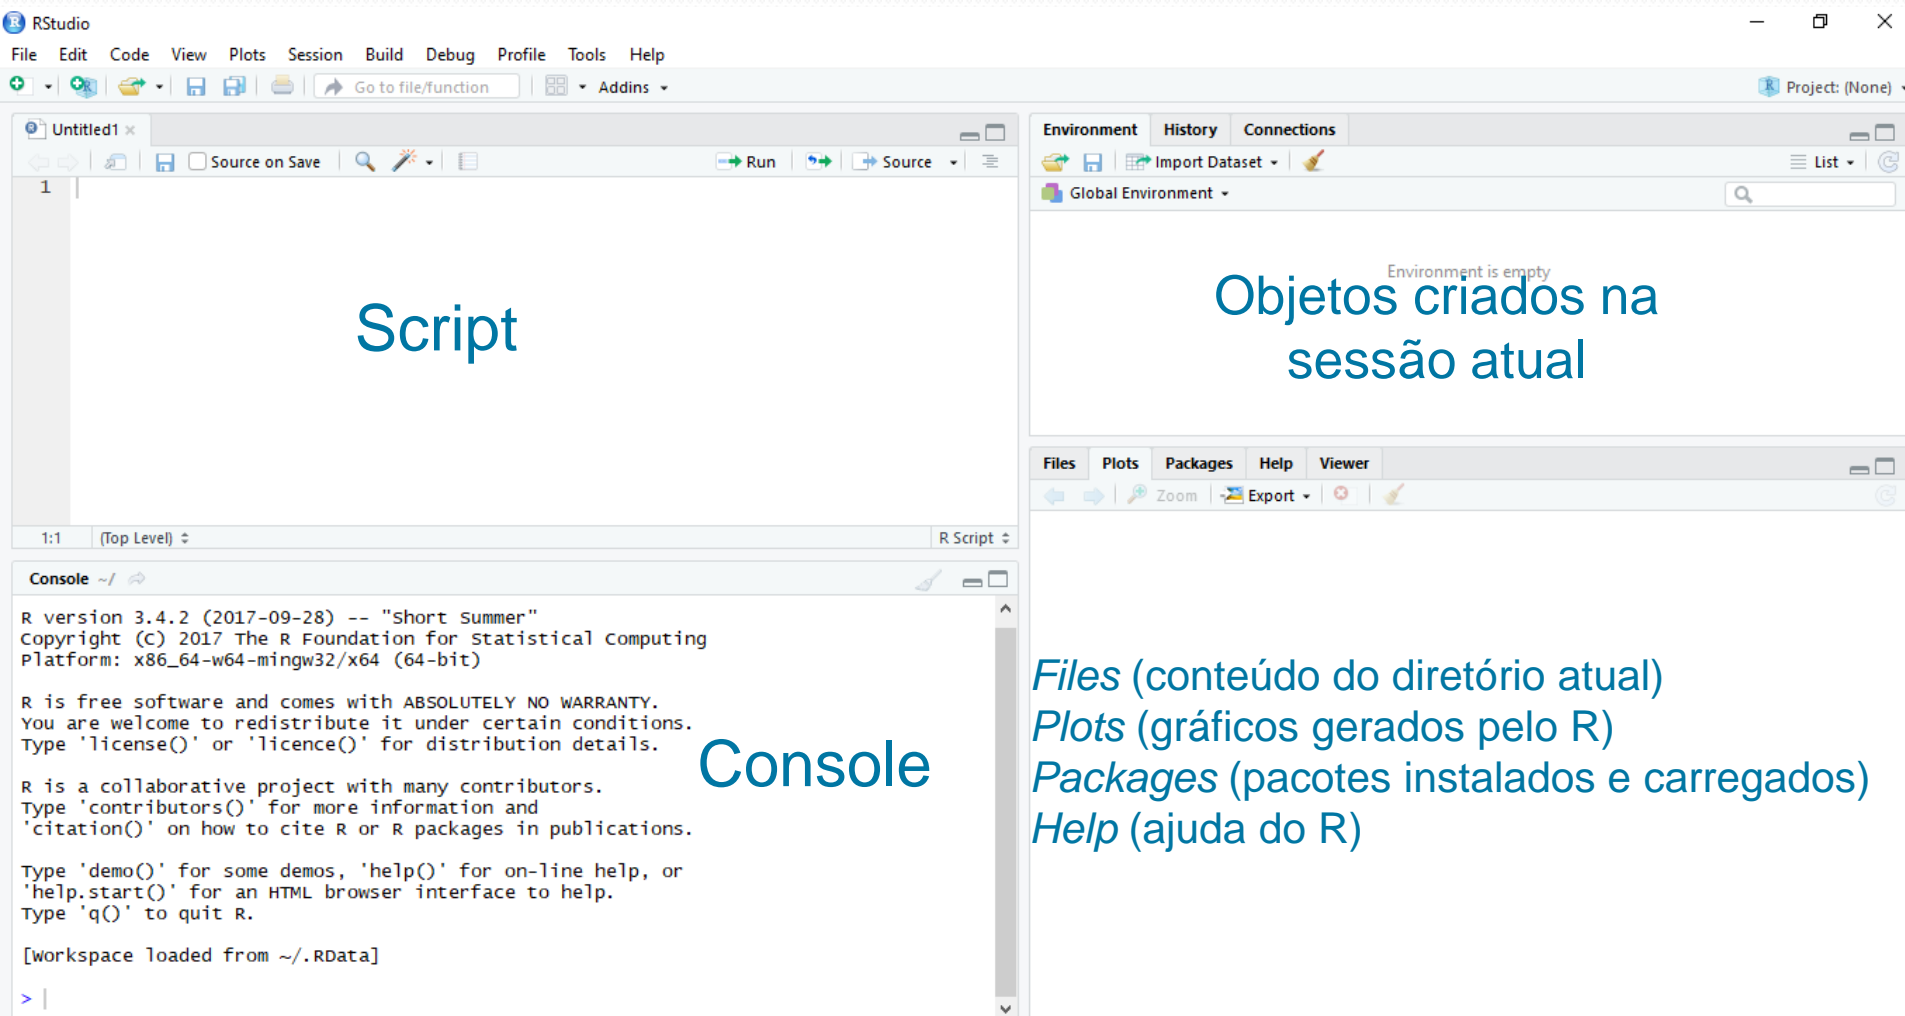 RStudio
File Edit Code View Plots Session Build Debug Profile Tools Help
Go to file/function Addins Project: (None)
Untitled1
Source on Save Run Source
1
Script
1:1 (Top Level) R Script
Console ~/
R version 3.4.2 (2017-09-28) -- "Short Summer"
Copyright (C) 2017 The R Foundation for Statistical Computing
Platform: x86_64-w64-mingw32/x64 (64-bit)
R is free software and comes with ABSOLUTELY NO WARRANTY.
You are welcome to redistribute it under certain conditions.
Type 'license()' or 'licence()' for distribution details.
R is a collaborative project with many contributors.
Type 'contributors()' for more information and
'citation()' on how to cite R or R packages in publications.
Type 'demo()' for some demos, 'help()' for on-line help, or
'help.start()' for an HTML browser interface to help.
Type 'q()' to quit R.
[Workspace loaded from ~/.RData]
>
Console
Environment History Connections
Import Dataset List
Global Environment
Environment is empty
Objetos criados na
sessão atual
Files Plots Packages Help Viewer
Zoom Export
Files (conteúdo do diretório atual)
Plots (gráficos gerados pelo R)
Packages (pacotes instalados e carregados)
Help (ajuda do R)